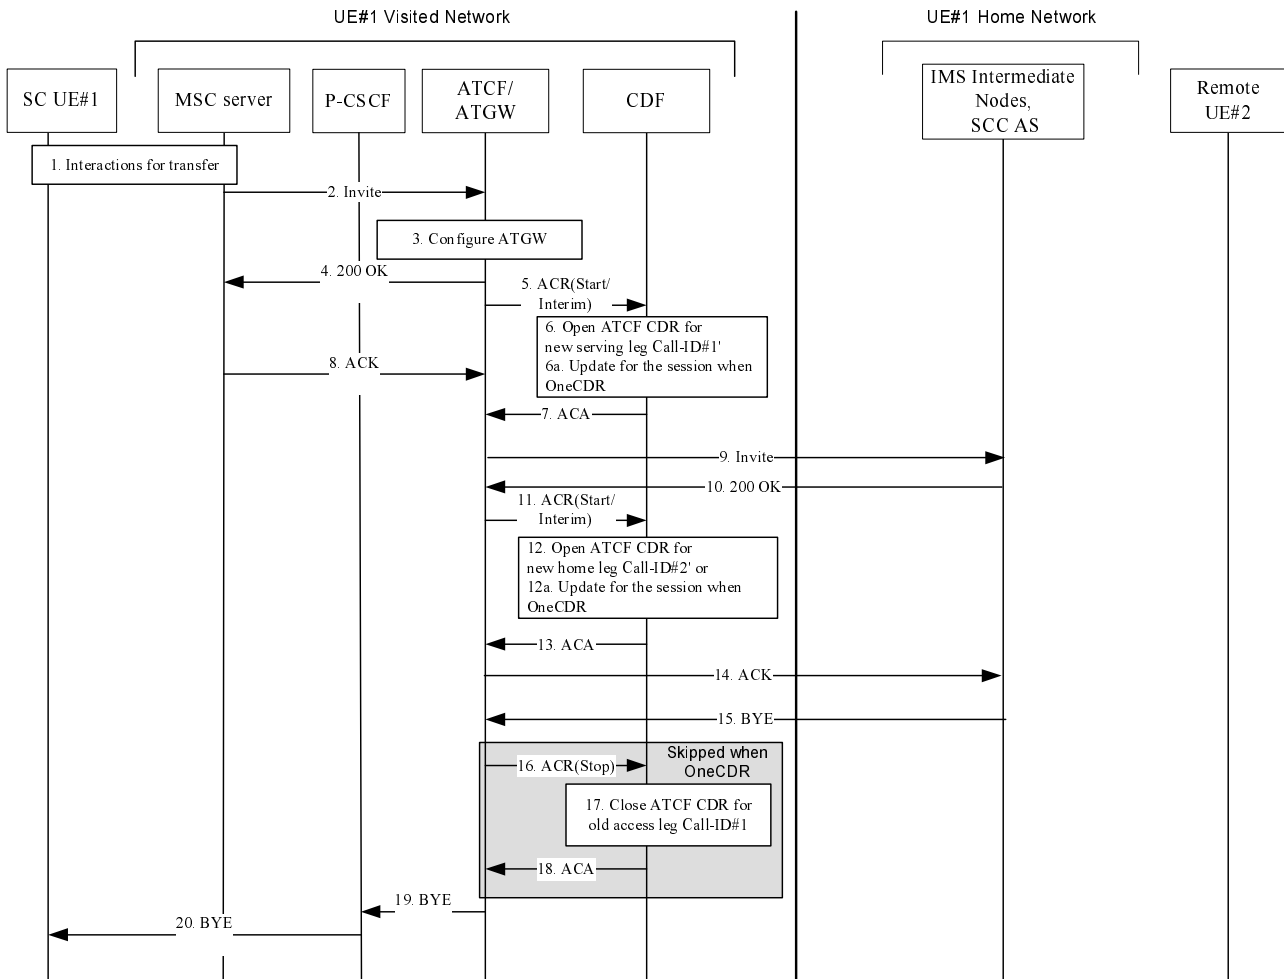 UE#1 Visited Network
UE#1 Home Network
SC UE#1
MSC server
P-CSCF
ATCF/
ATGW
CDF
IMS Intermediate
Nodes,
SCC AS
Remote
UE#2
1. Interactions for transfer
2. Invite
3. Configure ATGW
4. 200 OK
5. ACR(Start/
Interim)
6. Open ATCF CDR for
new serving leg Call-ID#1'
6a. Update for the session when
OneCDR
8. ACK
7. ACA
9. Invite
10. 200 OK
11. ACR(Start/
Interim)
12. Open ATCF CDR for
new home leg Call-ID#2' or
12a. Update for the session when
OneCDR
13. ACA
14. ACK
15. BYE
Skipped when
OneCDR
16. ACR(Stop)
17. Close ATCF CDR for
old access leg Call-ID#1
18. ACA
19. BYE
20. BYE